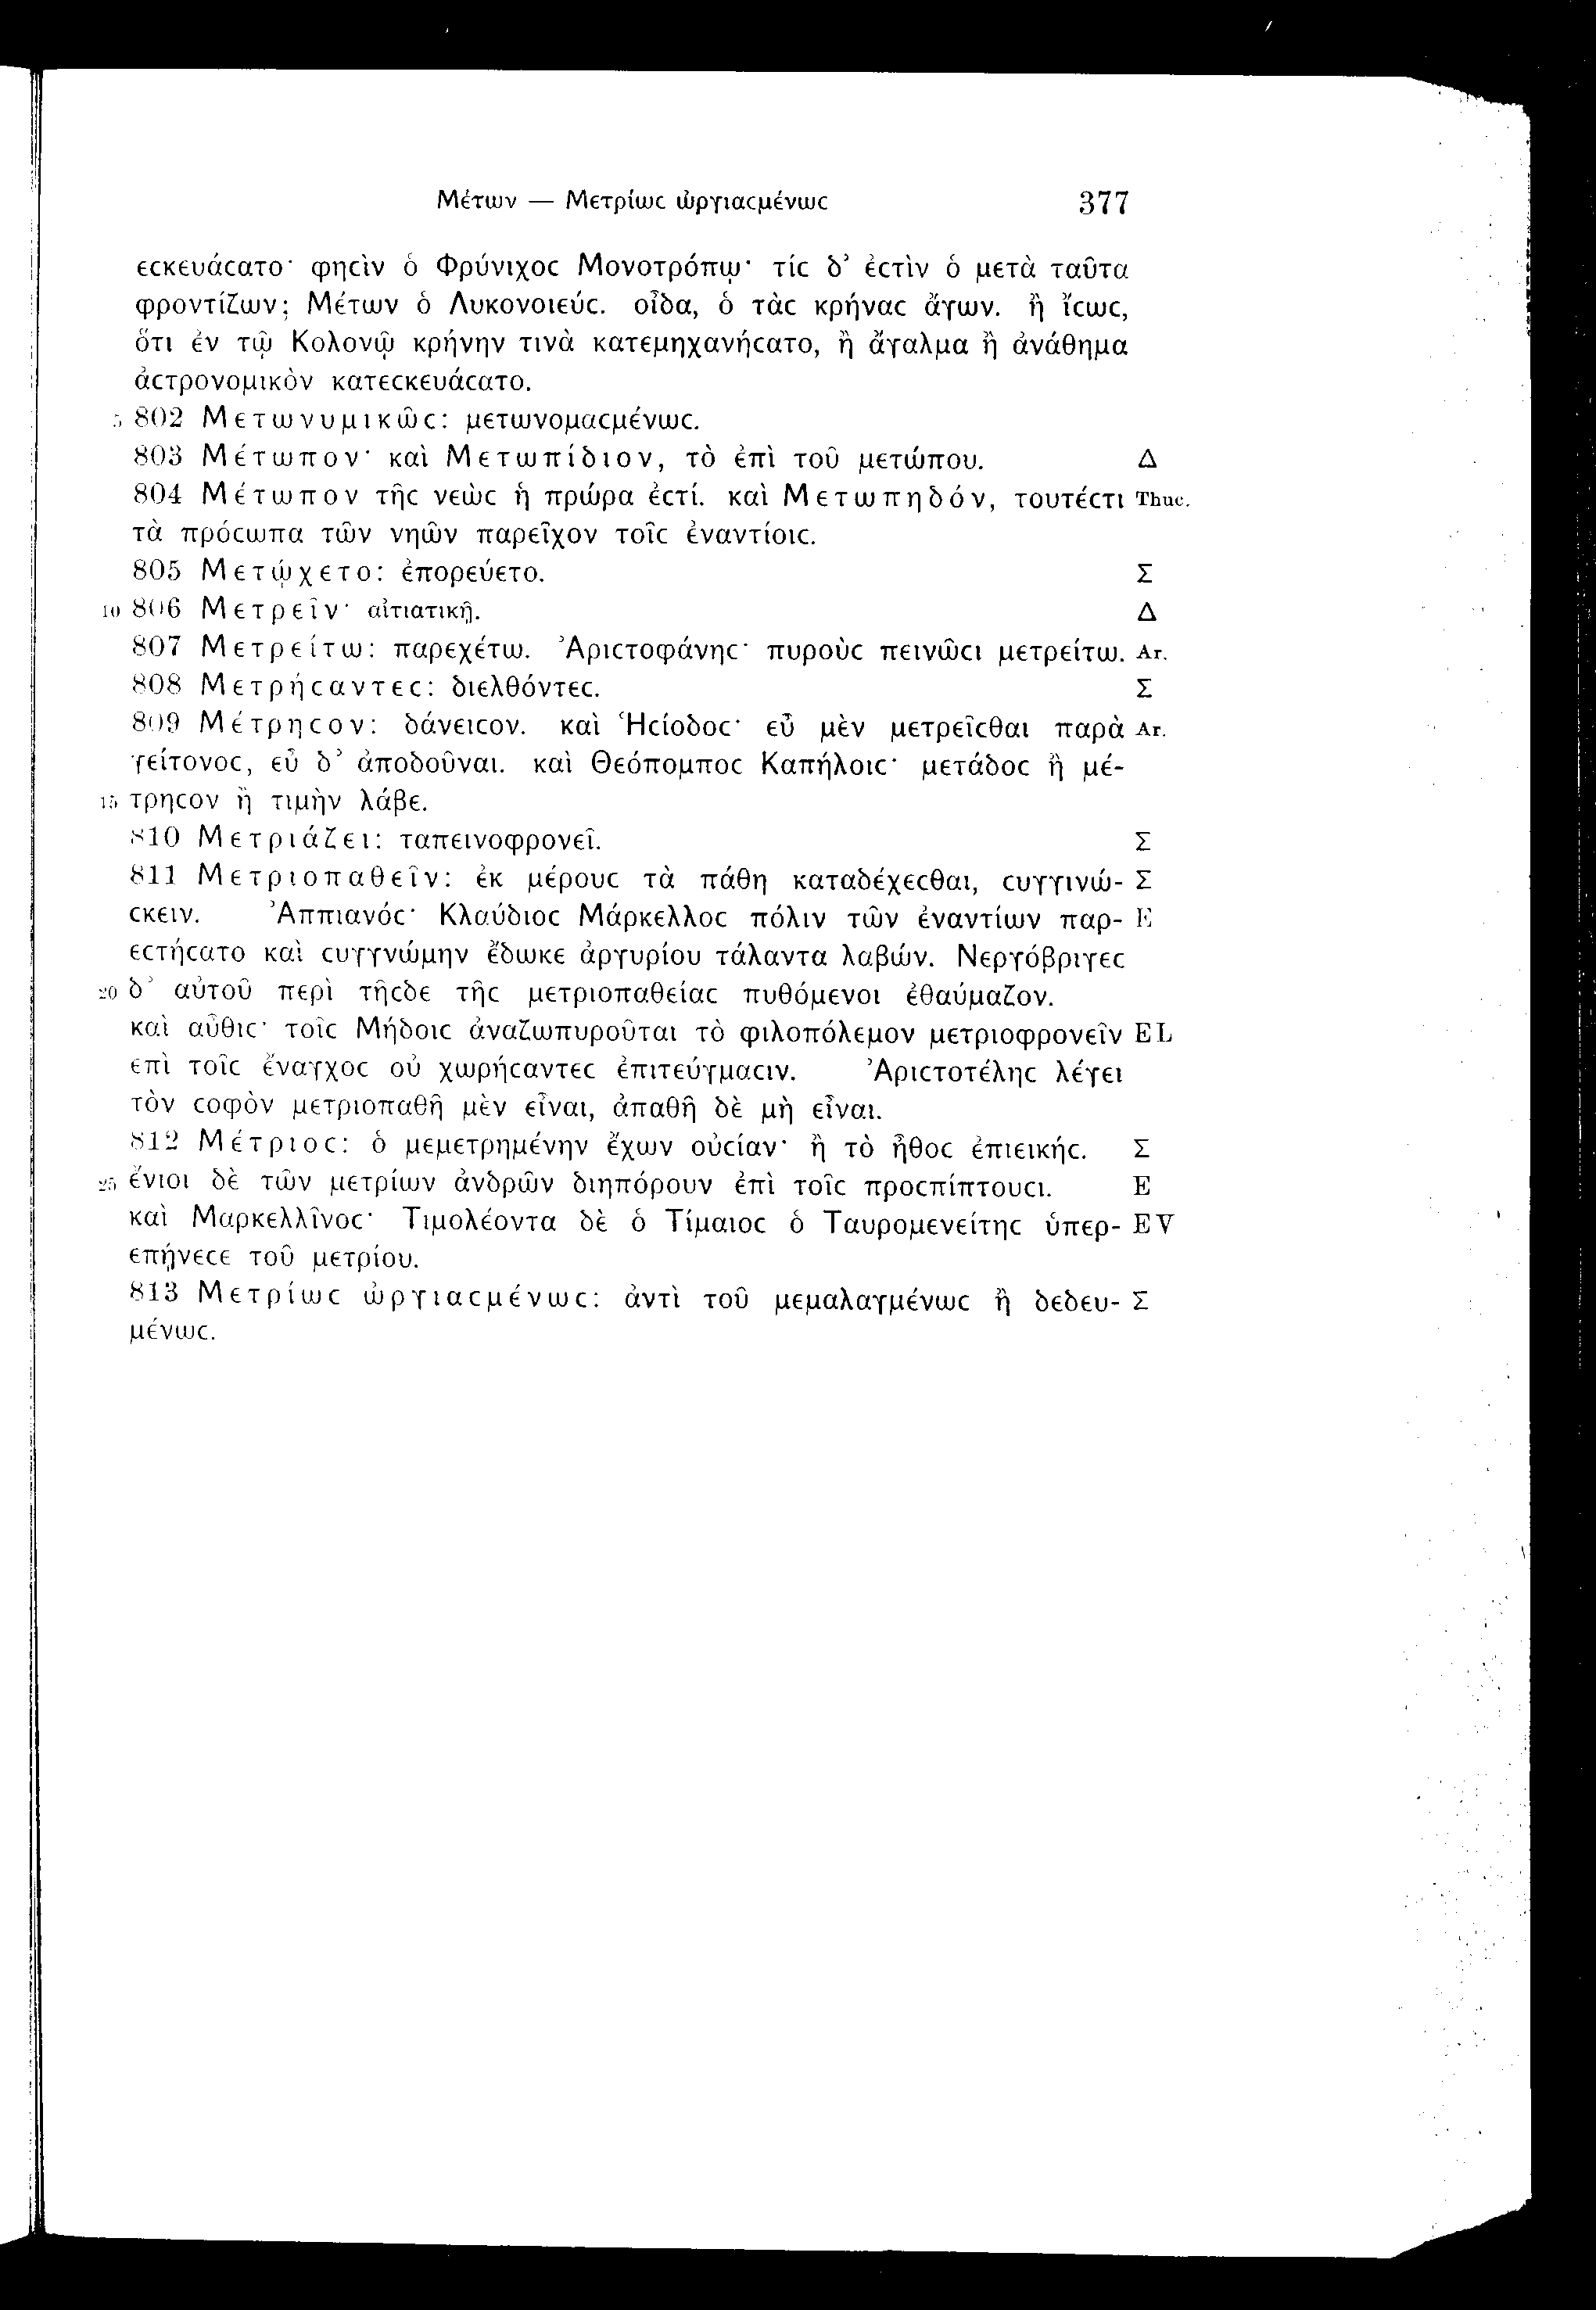 Μέτων — Μετρίωϲ ὠργιαϲμένωϲ 377
εϲκευάϲατο· φηϲὶν ὁ Φρύνιχοϲ Μονοτρόπῳ· τίϲ δ’ ἐϲτὶν ὁ μετὰ ταῦτα
φροντίζων; Μέτων ὁ Λυκονοιεύϲ. οἶδα, ὁ τὰϲ κρήναϲ ἄγων. ἢ ἴϲωϲ,
ὅτι ἐν τῷ Κολονῷ κρήνην τινὰ κατεμηχανήϲατο, ἢ ἄγαλμα ἢ ἀνάθημα
ἀϲτρονομικὸν κατεϲκευάϲατο.
5 802 Μετωνυμικῶϲ: μετωνομαϲμένωϲ.
803 Μέτωπον· καὶ Μετωπίδιον, τὸ ἐπὶ τοῦ μετώπου. Δ
804 Μέτωπον τῆϲ νεὼϲ ἡ πρώρα ἐϲτί. καὶ Μετωπηδόν, τουτέϲτι Thuc.
τὰ πρόϲωπα τῶν νηῶν παρεῖχον τοῖϲ ἐναντίοιϲ.
805 Μετῴχετο: ἐπορεύετο. Σ
10 806 Μετρεῖν· αἰτιατικῇ. Δ
807 Μετρείτω: παρεχέτω. Ἀριϲτοφάνηϲ· πυροὺϲ πεινῶϲι μετρείτω. Ar.
808 Μετρήϲαντεϲ: διελθόντεϲ. Σ
809 Μέτρηϲον: δάνειϲον. καὶ Ἡϲίοδοϲ· εὖ μὲν μετρεῖϲθαι παρὰ Ar.
γείτονοϲ, εὖ δ’ ἀποδοῦναι. καὶ Θεόπομποϲ Καπήλοιϲ· μετάδοϲ ἢ μέ-
15 τρηϲον ἢ τιμὴν λάβε.
810 Μετριάζει: ταπεινοφρονεῖ. Σ
811 Μετριοπαθεῖν: ἐκ μέρουϲ τὰ πάθη καταδέχεϲθαι, ϲυγγινώ- Σ
ϲκειν. Ἀππιανόϲ· Κλαύδιοϲ Μάρκελλοϲ πόλιν τῶν ἐναντίων παρ- E
εϲτήϲατο καὶ ϲυγγνώμην ἔδωκε ἀργυρίου τάλαντα λαβών. Νεργόβριγεϲ
20 δ’ αὐτοῦ περὶ τῆϲδε τῆϲ μετριοπαθείαϲ πυθόμενοι ἐθαύμαζον.
καὶ αὖθιϲ· τοῖϲ Μήδοιϲ ἀναζωπυροῦται τὸ φιλοπόλεμον μετριοφρονεῖν EL
ἐπὶ τοῖϲ ἔναγχοϲ οὐ χωρήϲαντεϲ ἐπιτεύγμαϲιν. Ἀριϲτοτέληϲ λέγει
τὸν ϲοφὸν μετριοπαθῆ μὲν εἶναι, ἀπαθῆ δὲ μὴ εἶναι.
812 Μέτριοϲ: ὁ μεμετρημένην ἔχων οὐϲίαν· ἢ τὸ ἦθοϲ ἐπιεικήϲ. Σ
25 ἔνιοι δὲ τῶν μετρίων ἀνδρῶν διηπόρουν ἐπὶ τοῖϲ προϲπίπτουϲι. E
καὶ Μαρκελλῖνοϲ· Τιμολέοντα δὲ ὁ Τίμαιοϲ ὁ Ταυρομενείτηϲ ὑπερ- EV
επῄνεϲε τοῦ μετρίου.
813 Μετρίωϲ ὠργιαϲμένωϲ: ἀντὶ τοῦ μεμαλαγμένωϲ ἢ δεδευ- Σ
μένωϲ.